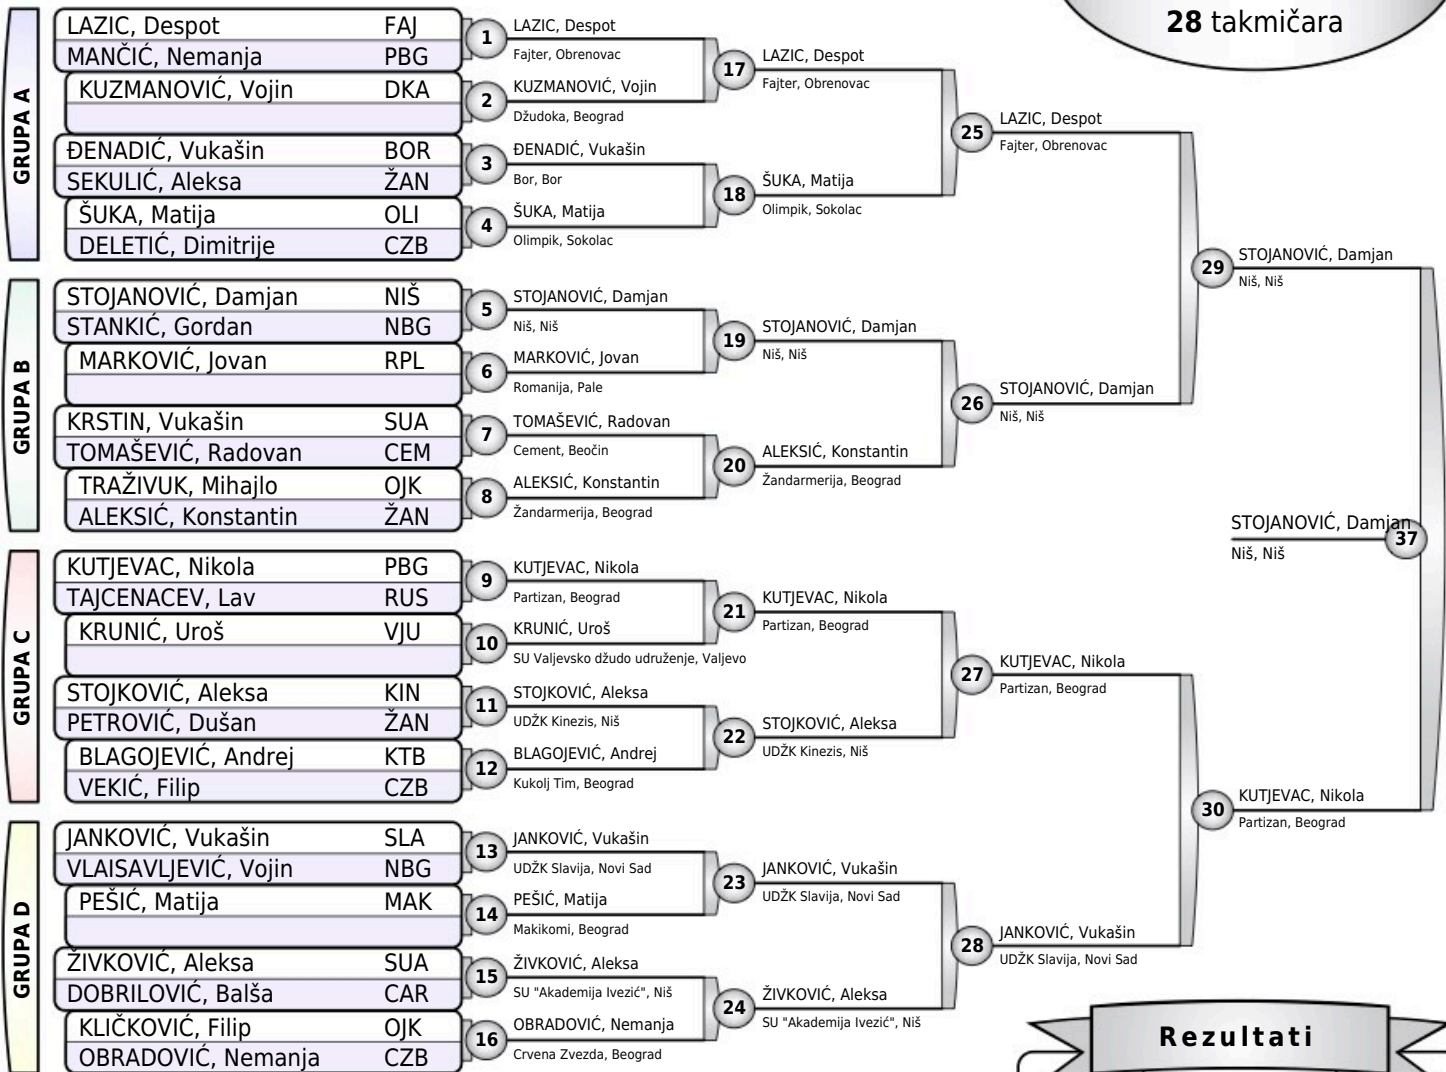 28 takmičara
GRUPA A
LAZIC, Despot FAJ
MANČIĆ, Nemanja PBG
KUZMANOVIĆ, Vojin DKA
ĐENADIĆ, Vukašin BOR
SEKULIĆ, Aleksa ŽAN
ŠUKA, Matija OLI
DELETIĆ, Dimitrije CZB
GRUPA B
STOJANOVIĆ, Damjan NIŠ
STANKIĆ, Gordan NBG
MARKOVIĆ, Jovan RPL
KRSTIN, Vukašin SUA
TOMAŠEVIĆ, Radovan CEM
TRAŽIVUK, Mihajlo OJK
ALEKSIĆ, Konstantin ŽAN
GRUPA C
KUTJEVAC, Nikola PBG
TAJCENACEV, Lav RUS
KRUNIĆ, Uroš VJU
STOJKOVIĆ, Aleksa KIN
PETROVIĆ, Dušan ŽAN
BLAGOJEVIĆ, Andrej KTB
VEKIĆ, Filip CZB
GRUPA D
JANKOVIĆ, Vukašin SLA
VLAISAVLJEVIĆ, Vojin NBG
PEŠIĆ, Matija MAK
ŽIVKOVIĆ, Aleksa SUA
DOBRILOVIĆ, Balša CAR
KLIČKOVIĆ, Filip OJK
OBRADOVIĆ, Nemanja CZB
1 LAZIC, Despot
Fajter, Obrenovac
2 KUZMANOVIĆ, Vojin
Džudoka, Beograd
3 ĐENADIĆ, Vukašin
Bor, Bor
4 ŠUKA, Matija
Olimpik, Sokolac
5 STOJANOVIĆ, Damjan
Niš, Niš
6 MARKOVIĆ, Jovan
Romanija, Pale
7 TOMAŠEVIĆ, Radovan
Cement, Beočin
8 ALEKSIĆ, Konstantin
Žandarmerija, Beograd
9 KUTJEVAC, Nikola
Partizan, Beograd
10 KRUNIĆ, Uroš
SU Valjevsko džudo udruženje, Valjevo
11 STOJKOVIĆ, Aleksa
UDŽK Kinezis, Niš
12 BLAGOJEVIĆ, Andrej
Kukolj Tim, Beograd
13 JANKOVIĆ, Vukašin
UDŽK Slavija, Novi Sad
14 PEŠIĆ, Matija
Makikomi, Beograd
15 ŽIVKOVIĆ, Aleksa
SU "Akademija Ivezić", Niš
16 OBRADOVIĆ, Nemanja
Crvena Zvezda, Beograd
17 LAZIC, Despot
Fajter, Obrenovac
18 ŠUKA, Matija
Olimpik, Sokolac
19 STOJANOVIĆ, Damjan
Niš, Niš
20 ALEKSIĆ, Konstantin
Žandarmerija, Beograd
21 KUTJEVAC, Nikola
Partizan, Beograd
22 STOJKOVIĆ, Aleksa
UDŽK Kinezis, Niš
23 JANKOVIĆ, Vukašin
UDŽK Slavija, Novi Sad
24 ŽIVKOVIĆ, Aleksa
SU "Akademija Ivezić", Niš
25 LAZIC, Despot
Fajter, Obrenovac
26 STOJANOVIĆ, Damjan
Niš, Niš
27 KUTJEVAC, Nikola
Partizan, Beograd
28 JANKOVIĆ, Vukašin
UDŽK Slavija, Novi Sad
29 STOJANOVIĆ, Damjan
Niš, Niš
30 KUTJEVAC, Nikola
Partizan, Beograd
STOJANOVIĆ, Damjan 37
Niš, Niš
Rezultati